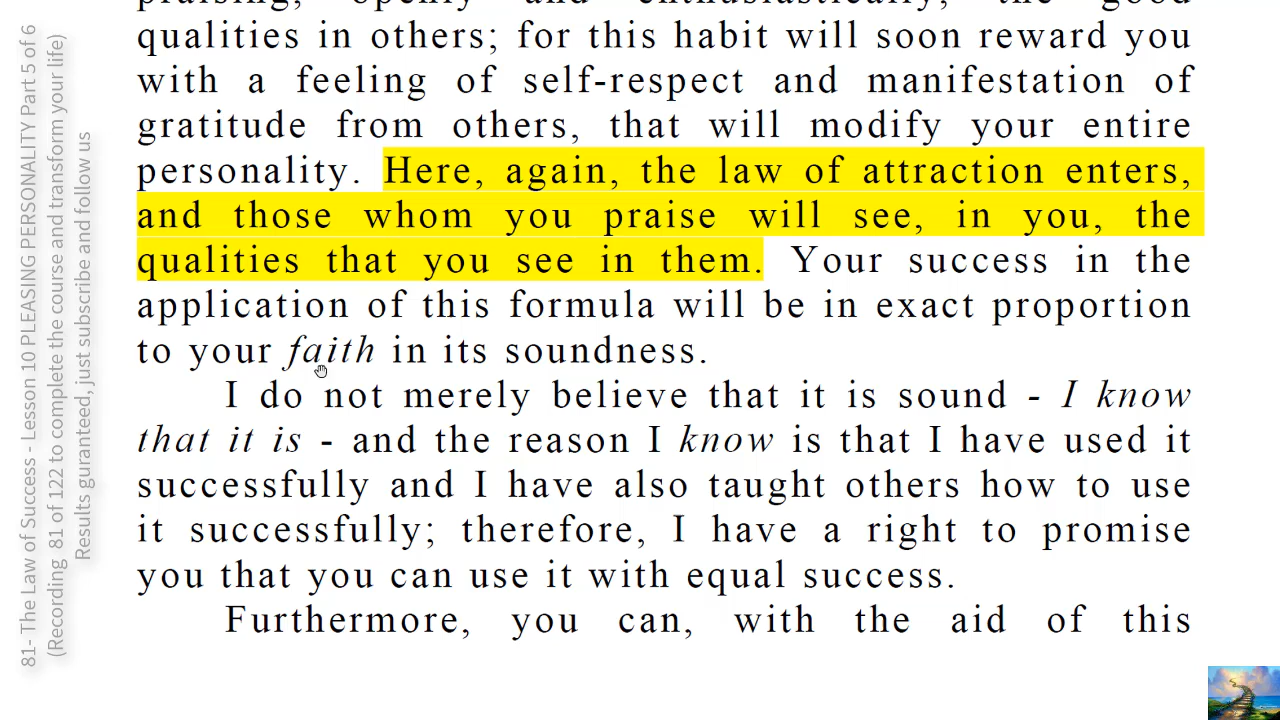 praising, openly and enthusiastically, the good
qualities in others; for this habit will soon reward you
with a feeling of self-respect and manifestation of
gratitude from others, that will modify your entire
personality. Here, again, the law of attraction enters,
and those whom you praise will see, in you, the
qualities that you see in them. Your success in the
application of this formula will be in exact proportion
to your faith in its soundness.
I do not merely believe that it is sound - I know
that it is - and the reason I know is that I have used it
successfully and I have also taught others how to use
it successfully; therefore, I have a right to promise
you that you can use it with equal success.
Furthermore, you can, with the aid of this
81- The Law of Success - Lesson 10 PLEASING PERSONALITY Part 5 of 6
(Recording 81 of 122 to complete the course and transform your life)
Results guranteed, just subscribe and follow us